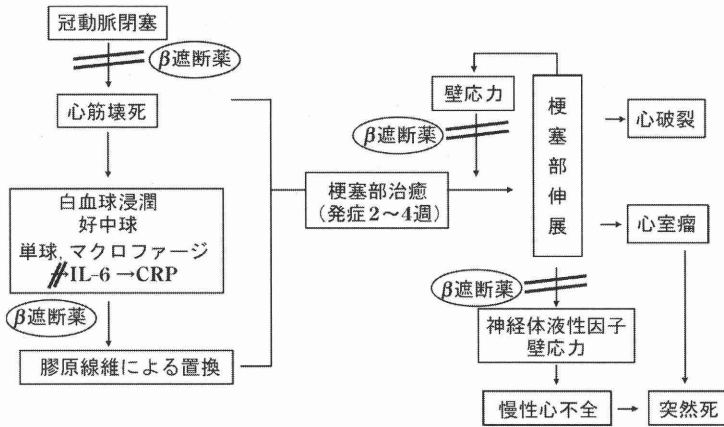 冠動脈閉塞
β遮断薬
心筋壊死
白血球浸潤
好中球
単球, マクロファージ
→IL-6→CRP
β遮断薬
膠原線維による置換
梗塞部治癒
(発症2〜4週)
壁応力
β遮断薬
梗塞部伸展
心破裂
心室瘤
β遮断薬
神経体液性因子
壁応力
慢性心不全
突然死